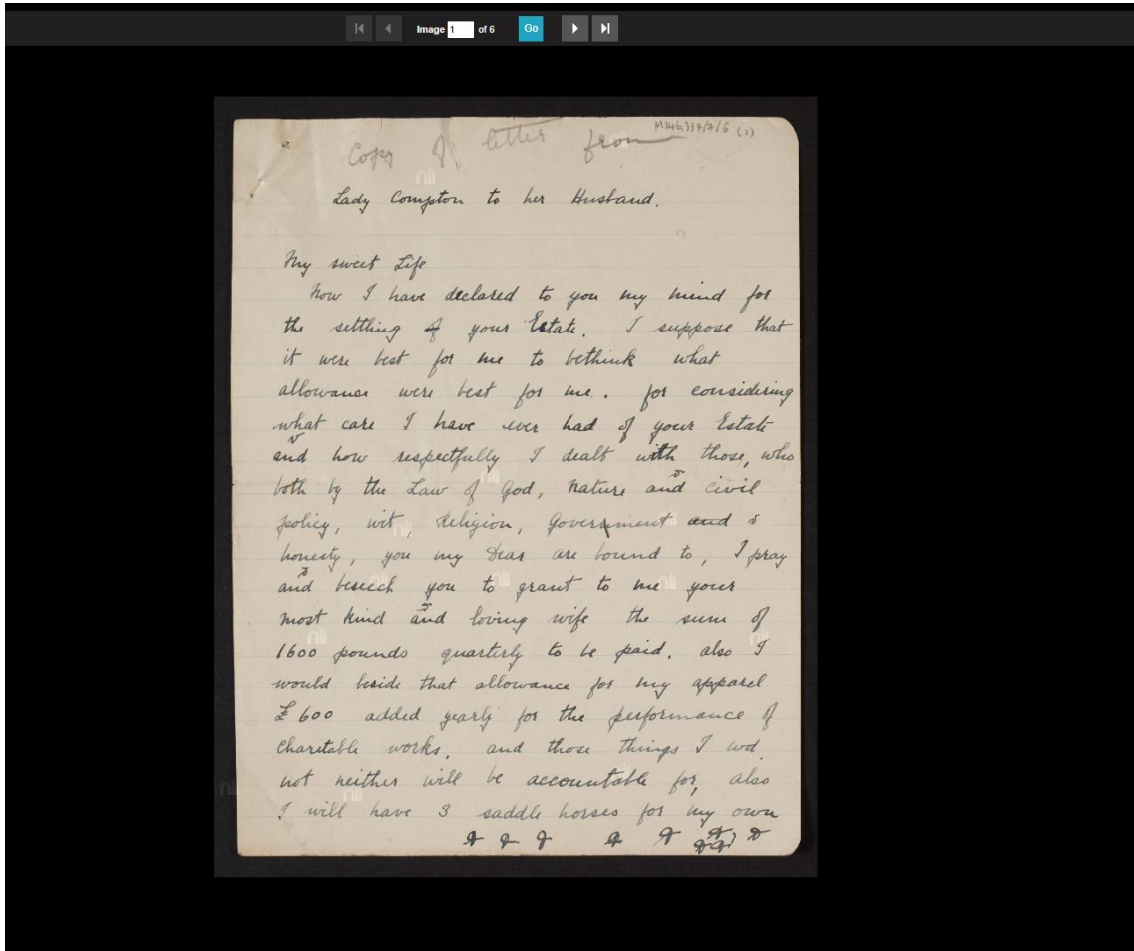 Image 1 of 6 Go
Copy of letter from
Lady Compton to her Husband.
My sweet Life
Now I have declared to you my mind for
the settling of your Estate. I suppose that
it were best for me to bethink what
allowance were best for me. for considering
what care I have ever had of your Estate
and how respectfully I dealt with those, who
both by the Law of God, nature and civil
policy, wit, Religion, Government and
honesty, you my Dear are bound to, I pray
and beseech you to grant to me your
most kind and loving wife the sum of
1600 pounds quarterly to be paid. also I
would beside that allowance for my apparel
£600 added yearly for the performance of
charitable works. and those things I wd
not neither will be accountable for, also
I will have 3 saddle horses for my own